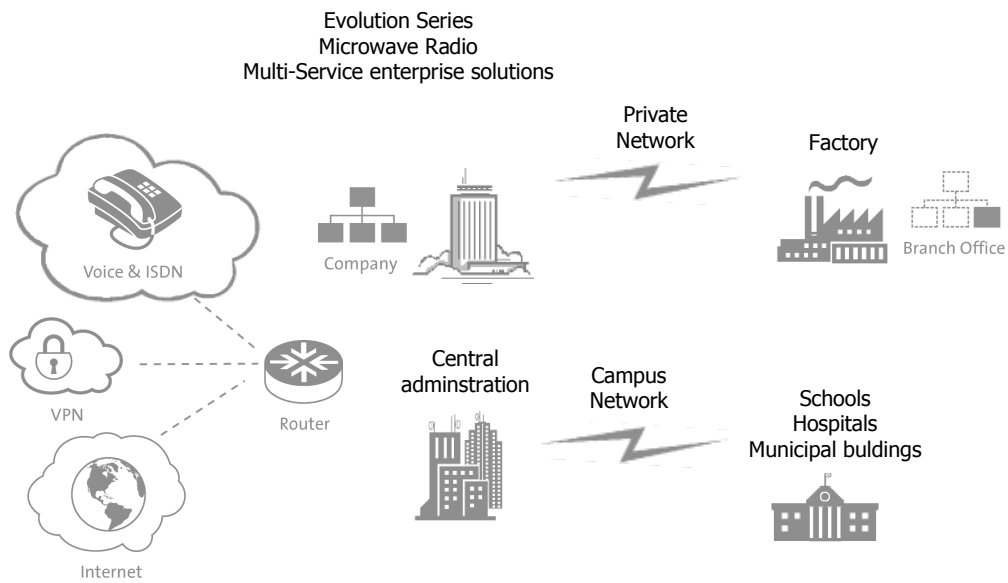 Evolution Series
Microwave Radio
Multi-Service enterprise solutions
Private
Network
Factory
Voice & ISDN
Company
Branch Office
VPN
Router
Central
adminstration
Campus
Network
Schools
Hospitals
Municipal buldings
Internet